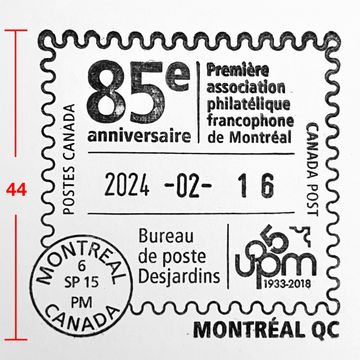 85e
anniversaire
Première
association
philatélique
francophone
de Montréal
POSTES CANADA
CANADA POST
44
2024 -02- 16
Bureau
de poste
Desjardins
85
upm
1933-2018
MONTREAL
6
SP 15
PM
CANADA
MONTRÉAL QC